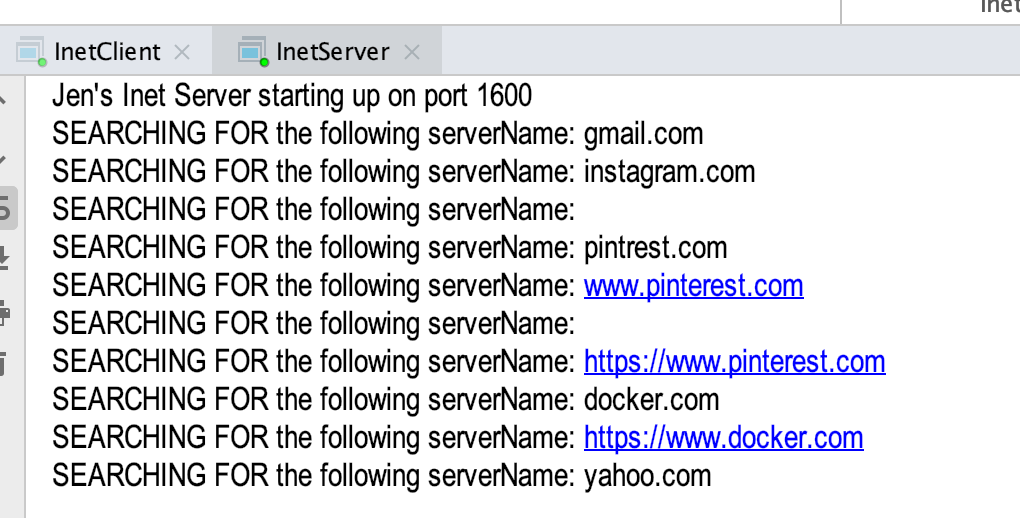 Inet
InetClient InetServer
Jen's Inet Server starting up on port 1600
SEARCHING FOR the following serverName: gmail.com
SEARCHING FOR the following serverName: instagram.com
SEARCHING FOR the following serverName:
SEARCHING FOR the following serverName: pintrest.com
SEARCHING FOR the following serverName: www.pinterest.com
SEARCHING FOR the following serverName:
SEARCHING FOR the following serverName: https://www.pinterest.com
SEARCHING FOR the following serverName: docker.com
SEARCHING FOR the following serverName: https://www.docker.com
SEARCHING FOR the following serverName: yahoo.com